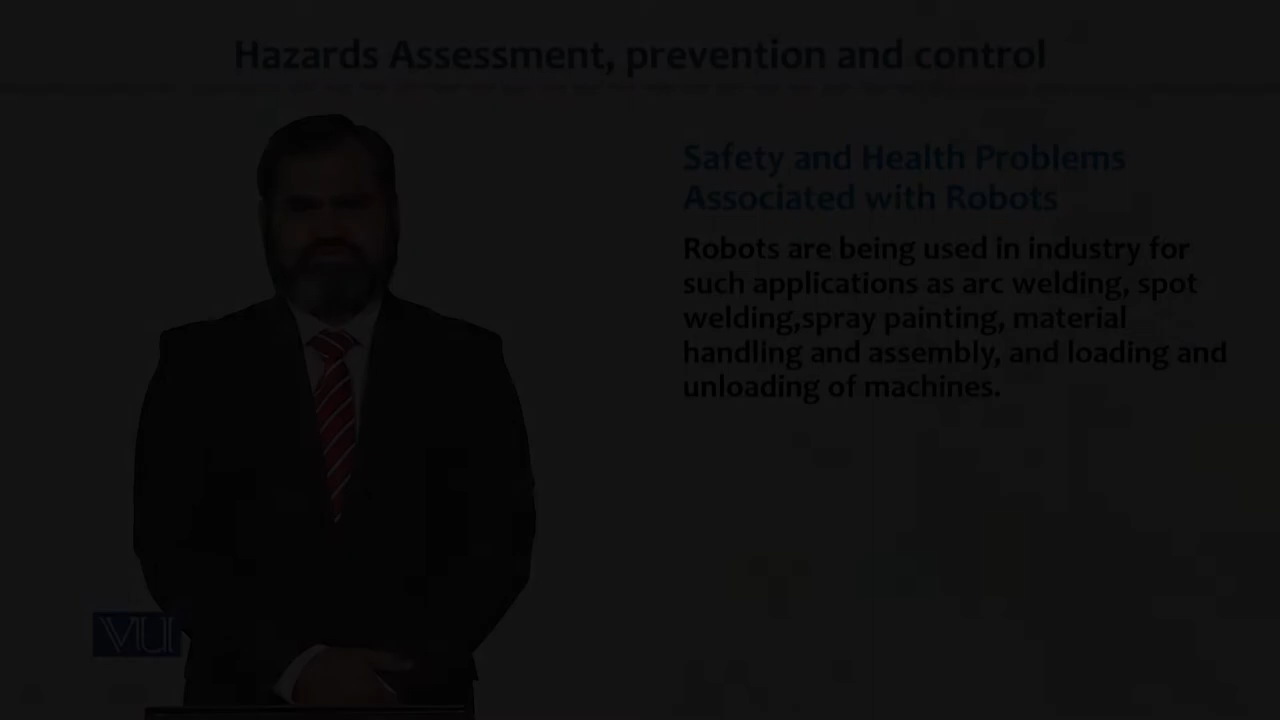 Hazards Assessment, prevention and control
Safety and Health Problems
Associated with Robots
Robots are being used in industry for
such applications as arc welding, spot
welding,spray painting, material
handling and assembly, and loading and
unloading of machines.
VU